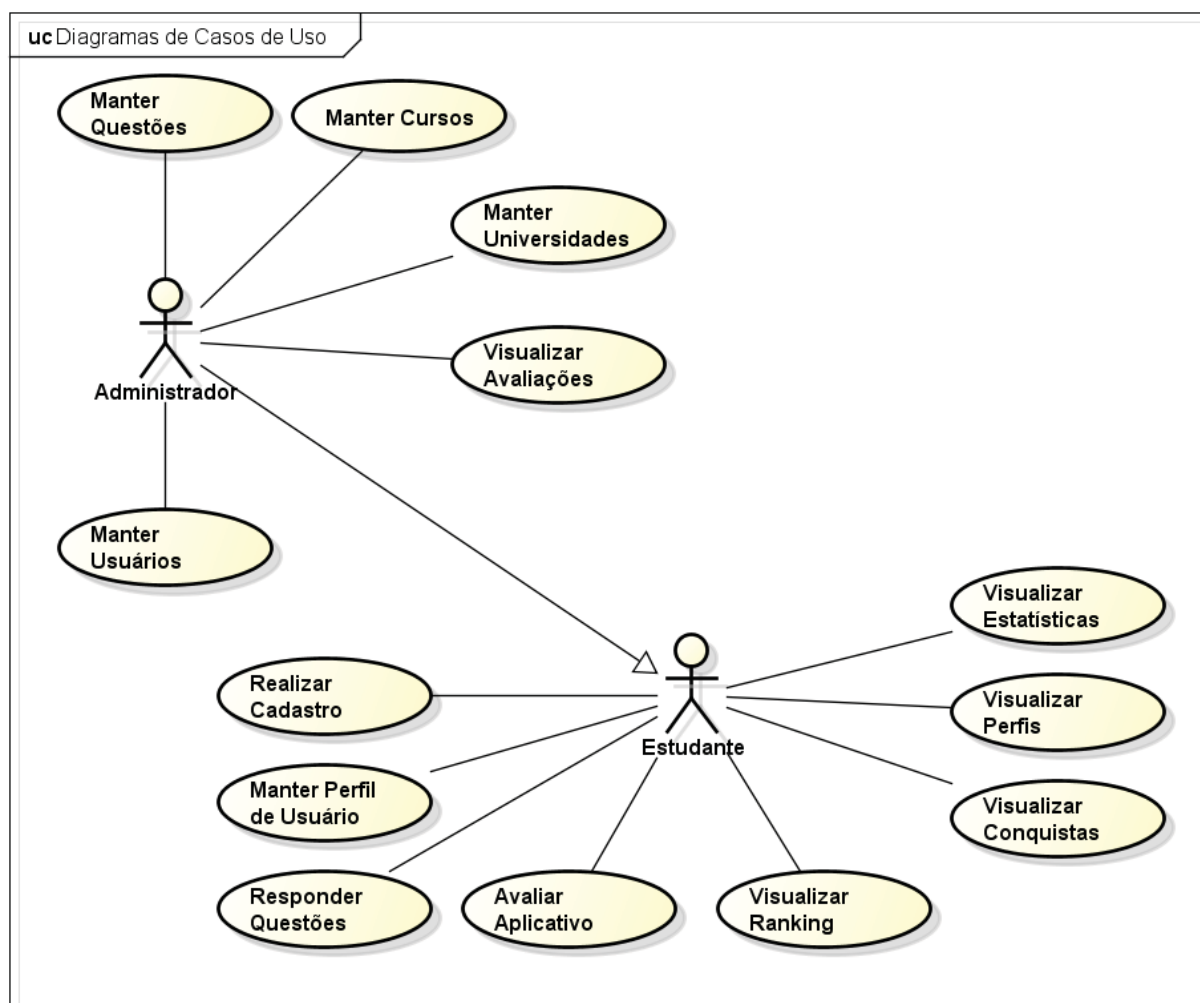 uc Diagramas de Casos de Uso
Manter
Questões
Manter Cursos
Manter
Universidades
Visualizar
Avaliações
Administrador
Manter
Usuários
Visualizar
Estatísticas
Realizar
Cadastro
Visualizar
Perfis
Estudante
Manter Perfil
de Usuário
Visualizar
Conquistas
Responder
Questões
Avaliar
Aplicativo
Visualizar
Ranking